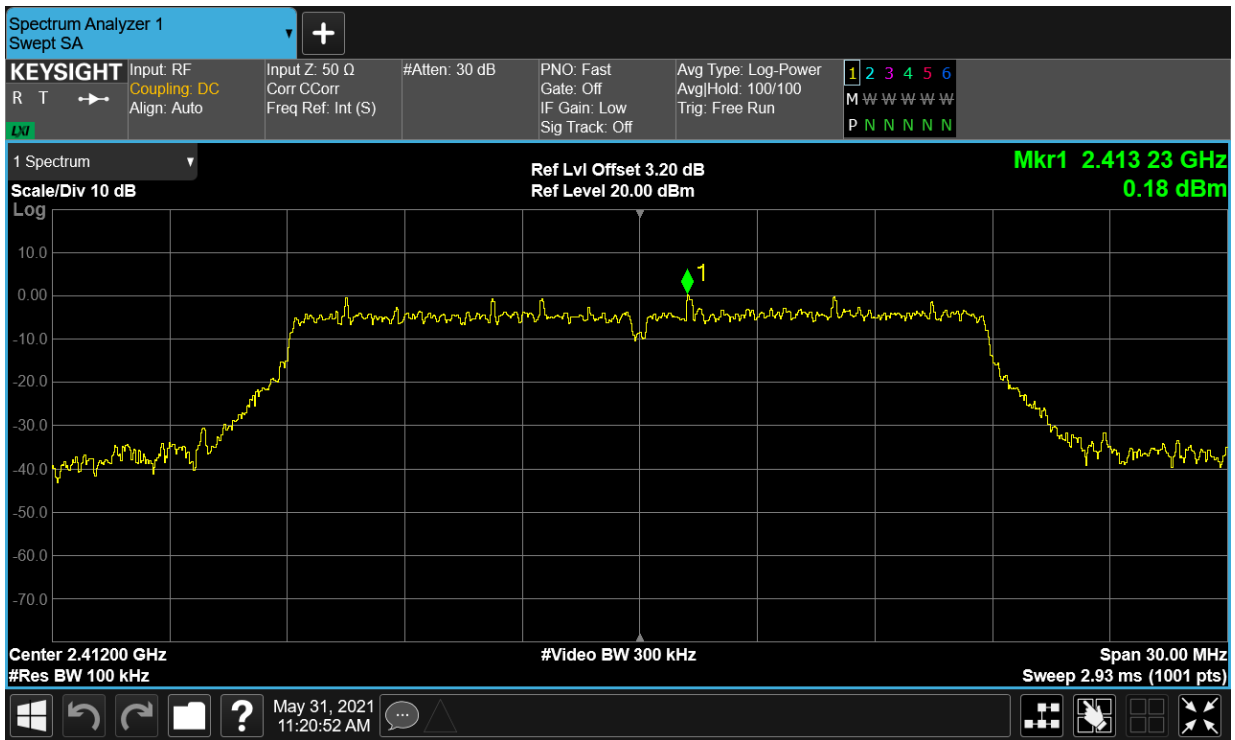 Spectrum Analyzer 1
Swept SA
+
KEYSIGHT Input: RF Input Z: 50 Ω #Atten: 30 dB PNO: Fast Avg Type: Log-Power 1 2 3 4 5 6
R T Coupling: DC Corr CCorr Gate: Off Avg|Hold: 100/100 M W W W W W
Align: Auto Freq Ref: Int (S) IF Gain: Low Trig: Free Run
LXI Sig Track: Off P N N N N N
1 Spectrum Ref Lvl Offset 3.20 dB Mkr1 2.413 23 GHz
Scale/Div 10 dB Ref Level 20.00 dBm 0.18 dBm
Log
10.0
1
0.00
-10.0
-20.0
-30.0
-40.0
-50.0
-60.0
-70.0
Center 2.41200 GHz #Video BW 300 kHz Span 30.00 MHz
#Res BW 100 kHz Sweep 2.93 ms (1001 pts)
? May 31, 2021
11:20:52 AM